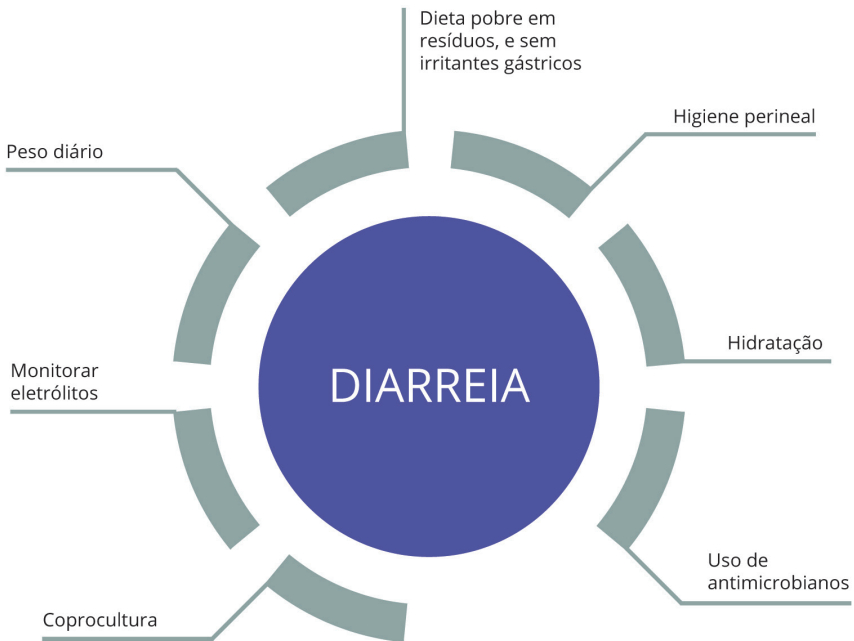 Dieta pobre em
resíduos, e sem
irritantes gástricos
Higiene perineal
Peso diário
Hidratação
Monitorar
eletrólitos
DIARREIA
Uso de
antimicrobianos
Coprocultura